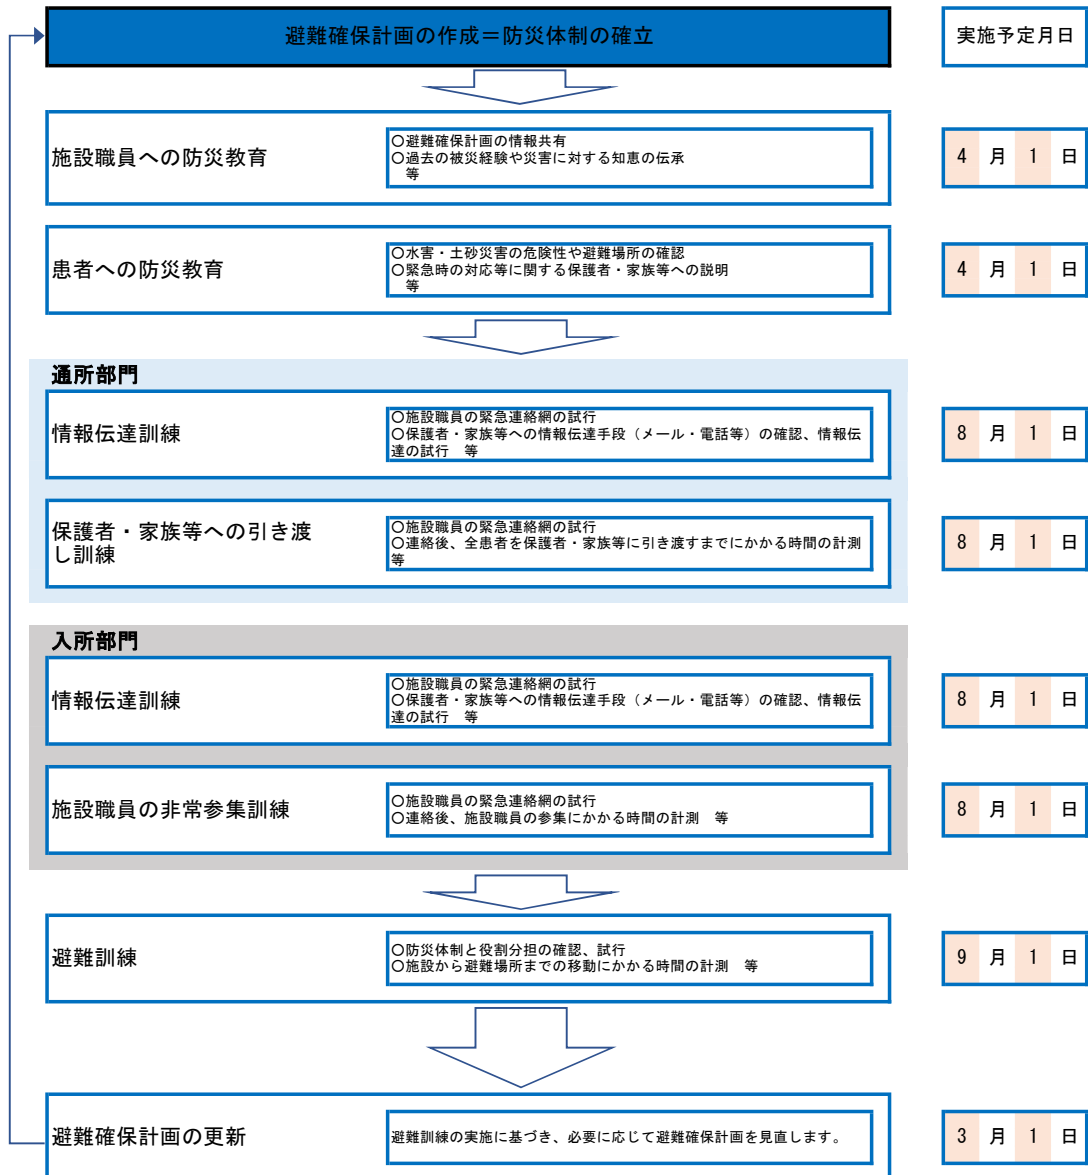 避難確保計画の作成＝防災体制の確立
実施予定月日
施設職員への防災教育
〇避難確保計画の情報共有
〇過去の被災経験や災害に対する知恵の伝承
等
4 月 1 日
患者への防災教育
〇水害・土砂災害の危険性や避難場所の確認
〇緊急時の対応等に関する保護者・家族等への説明
等
4 月 1 日
通所部門
情報伝達訓練
〇施設職員の緊急連絡網の試行
〇保護者・家族等への情報伝達手段（メール・電話等）の確認、情報伝
達の試行　等
8 月 1 日
保護者・家族等への引き渡
し訓練
〇施設職員の緊急連絡網の試行
〇連絡後、全患者を保護者・家族等に引き渡すまでにかかる時間の計測
等
8 月 1 日
入所部門
情報伝達訓練
〇施設職員の緊急連絡網の試行
〇保護者・家族等への情報伝達手段（メール・電話等）の確認、情報伝
達の試行　等
8 月 1 日
施設職員の非常参集訓練
〇施設職員の緊急連絡網の試行
〇連絡後、施設職員の参集にかかる時間の計測　等
8 月 1 日
避難訓練
〇防災体制と役割分担の確認、試行
〇施設から避難場所までの移動にかかる時間の計測　等
9 月 1 日
避難確保計画の更新
避難訓練の実施に基づき、必要に応じて避難確保計画を見直します。
3 月 1 日